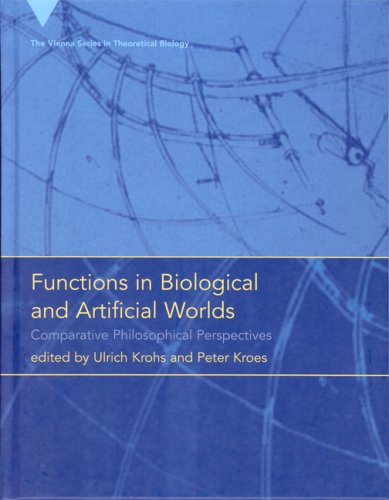 The Vienna Series in Theoretical Biology
Functions in Biological
and Artificial Worlds
Comparative Philosophical Perspectives
edited by Ulrich Krohs and Peter Kroes